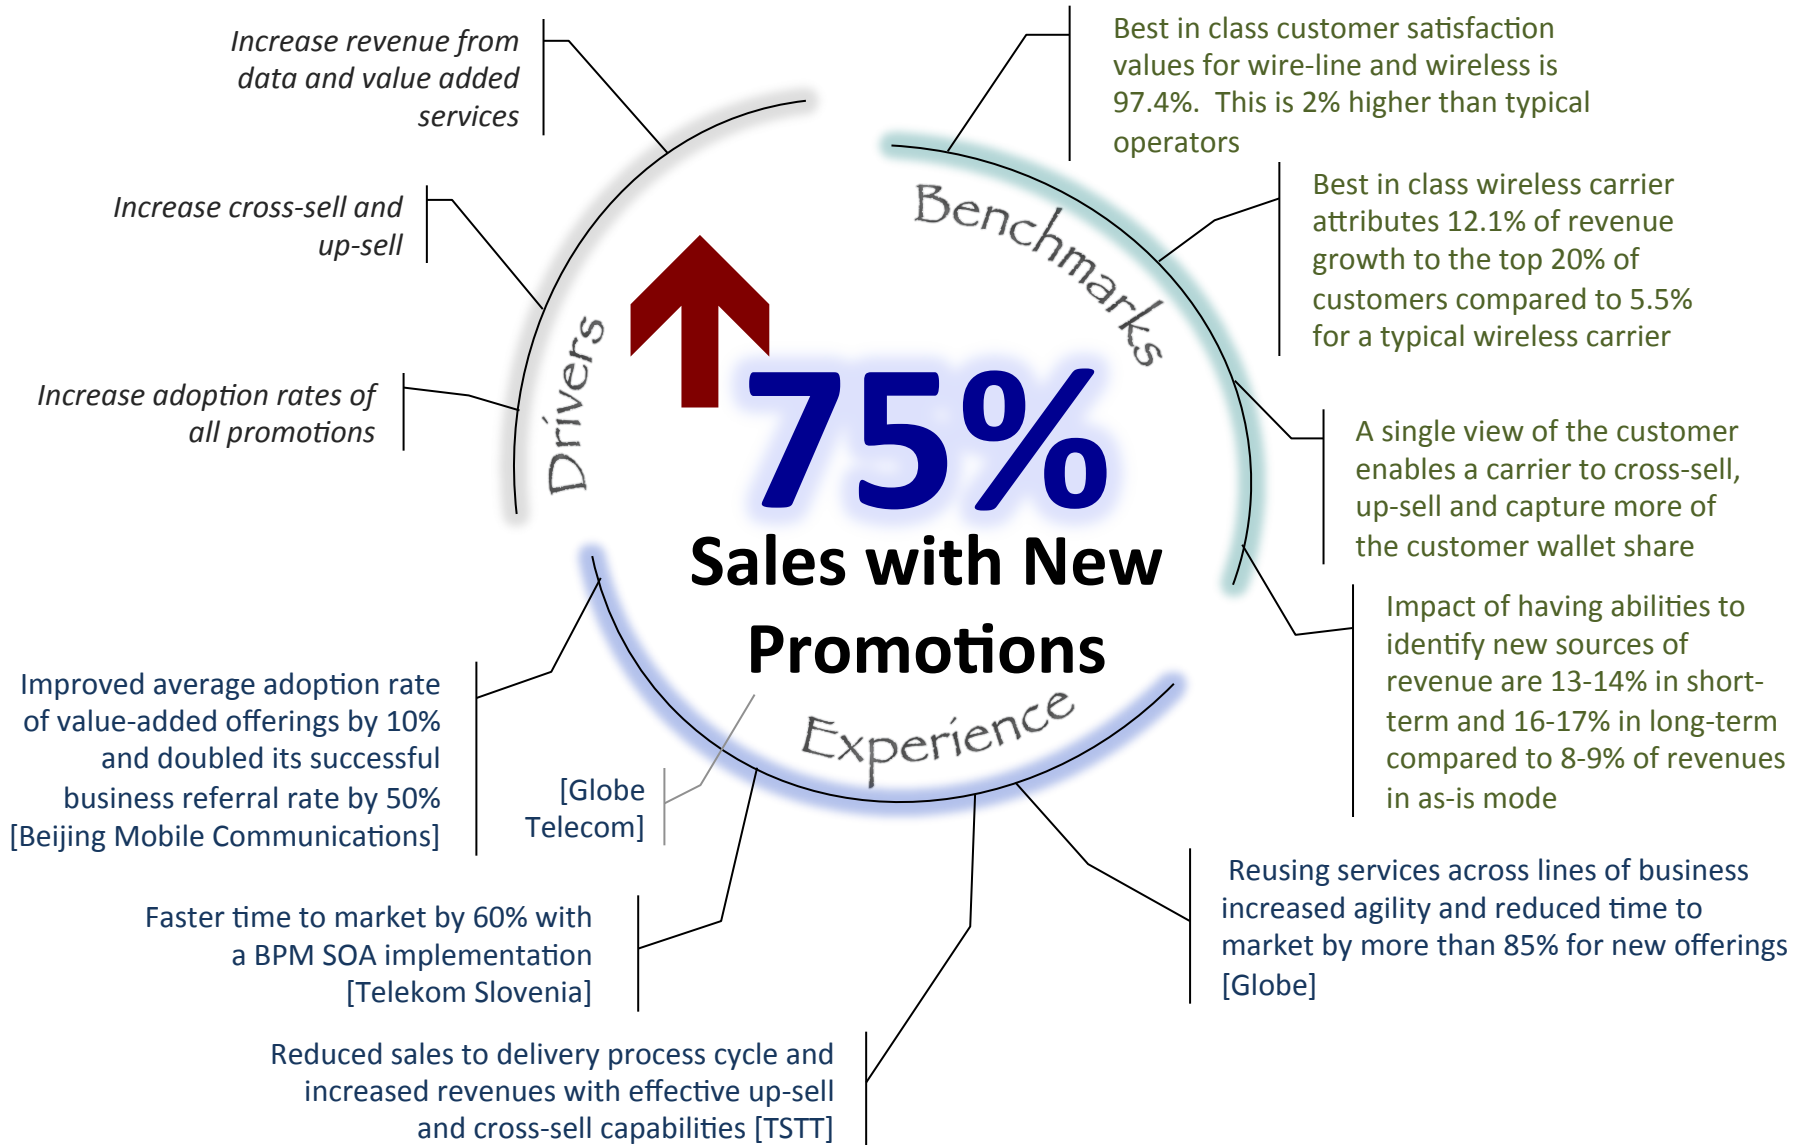 Increase revenue from
data and value added
services
Increase cross-sell and
up-sell
Increase adoption rates of
all promotions
Drivers
Benchmarks
Best in class customer satisfaction
values for wire-line and wireless is
97.4%.  This is 2% higher than typical
operators
Best in class wireless carrier
attributes 12.1% of revenue
growth to the top 20% of
customers compared to 5.5%
for a typical wireless carrier
A single view of the customer
enables a carrier to cross-sell,
up-sell and capture more of
the customer wallet share
Impact of having abilities to
identify new sources of
revenue are 13-14% in short-
term and 16-17% in long-term
compared to 8-9% of revenues
in as-is mode
75%
Sales with New
Promotions
Experience
Improved average adoption rate
of value-added offerings by 10%
and doubled its successful
business referral rate by 50%
[Beijing Mobile Communications]
[Globe
Telecom]
Faster time to market by 60% with
a BPM SOA implementation
[Telekom Slovenia]
Reduced sales to delivery process cycle and
increased revenues with effective up-sell
and cross-sell capabilities [TSTT]
Reusing services across lines of business
increased agility and reduced time to
market by more than 85% for new offerings
[Globe]